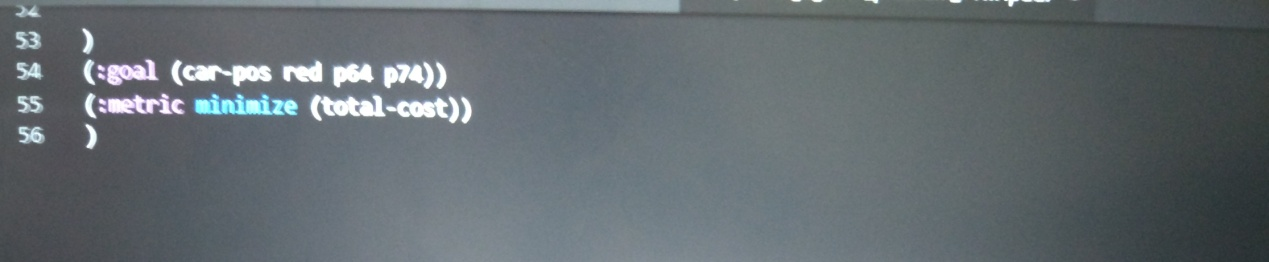 53 )
54 (:goal (car-pos red p64 p74))
55 (:metric minimize (total-cost))
56 )